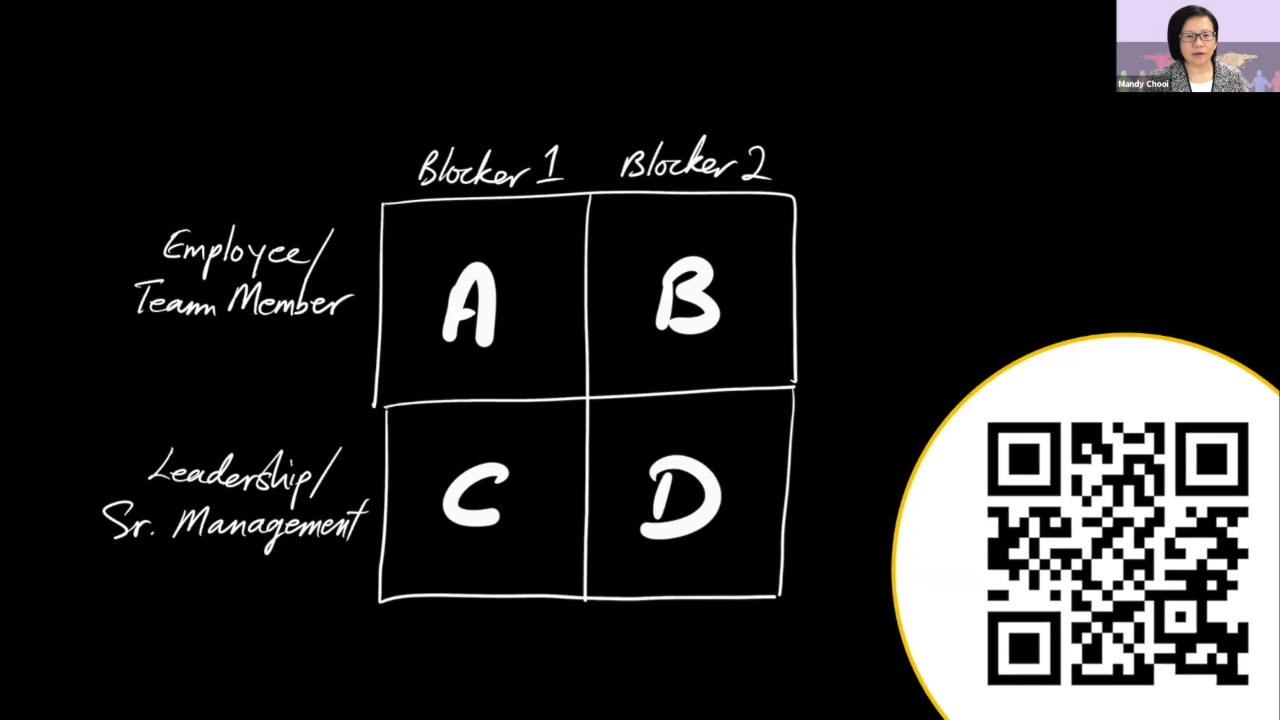 Mandy Chooi
Blocker 1 Blocker 2
Employee/
Team Member
A B
Leadership/
Sr. Management
C D